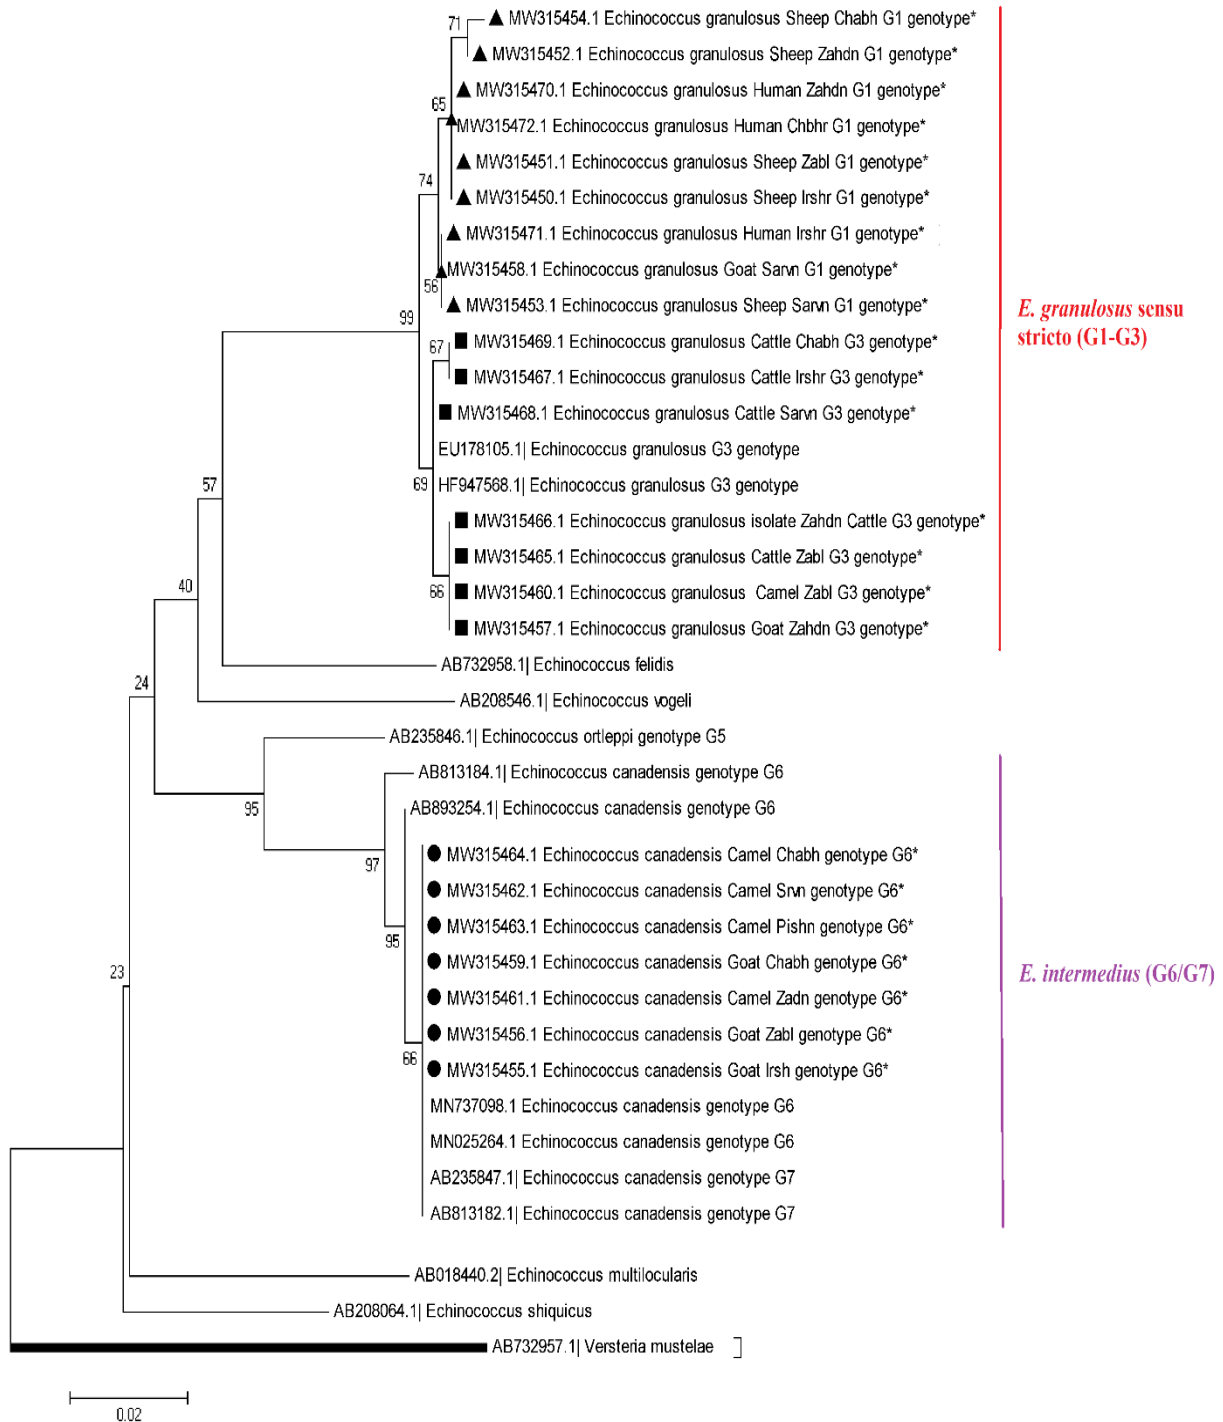 71
MW315454.1 Echinococcus granulosus Sheep Chabh G1 genotype*
MW315452.1 Echinococcus granulosus Sheep Zahdn G1 genotype*
MW315470.1 Echinococcus granulosus Human Zahdn G1 genotype*
65
MW315472.1 Echinococcus granulosus Human Chbhr G1 genotype*
MW315451.1 Echinococcus granulosus Sheep Zabl G1 genotype*
74
MW315450.1 Echinococcus granulosus Sheep Irshr G1 genotype*
MW315471.1 Echinococcus granulosus Human Irshr G1 genotype*
MW315458.1 Echinococcus granulosus Goat Sarvn G1 genotype*
56
MW315453.1 Echinococcus granulosus Sheep Sarvn G1 genotype*
E. granulosus sensu
stricto (G1-G3)
99
67
MW315469.1 Echinococcus granulosus Cattle Chabh G3 genotype*
MW315467.1 Echinococcus granulosus Cattle Irshr G3 genotype*
MW315468.1 Echinococcus granulosus Cattle Sarvn G3 genotype*
EU178105.1| Echinococcus granulosus G3 genotype
69
HF947568.1| Echinococcus granulosus G3 genotype
57
MW315466.1 Echinococcus granulosus isolate Zahdn Cattle G3 genotype*
MW315465.1 Echinococcus granulosus Cattle Zabl G3 genotype*
66
MW315460.1 Echinococcus granulosus Camel Zabl G3 genotype*
40
MW315457.1 Echinococcus granulosus Goat Zahdn G3 genotype*
AB732958.1| Echinococcus felidis
24
AB208546.1| Echinococcus vogeli
AB235846.1| Echinococcus ortleppi genotype G5
AB813184.1| Echinococcus canadensis genotype G6
95
AB893254.1| Echinococcus canadensis genotype G6
97
MW315464.1 Echinococcus canadensis Camel Chabh genotype G6*
MW315462.1 Echinococcus canadensis Camel Srvn genotype G6*
MW315463.1 Echinococcus canadensis Camel Pishn genotype G6*
95
MW315459.1 Echinococcus canadensis Goat Chabh genotype G6*
23
E. intermedius (G6/G7)
MW315461.1 Echinococcus canadensis Camel Zadn genotype G6*
MW315456.1 Echinococcus canadensis Goat Zabl genotype G6*
66
MW315455.1 Echinococcus canadensis Goat Irsh genotype G6*
MN737098.1 Echinococcus canadensis genotype G6
MN025264.1 Echinococcus canadensis genotype G6
AB235847.1| Echinococcus canadensis genotype G7
AB813182.1| Echinococcus canadensis genotype G7
AB018440.2| Echinococcus multilocularis
AB208064.1| Echinococcus shiquicus
AB732957.1| Versteria mustelae
0.02